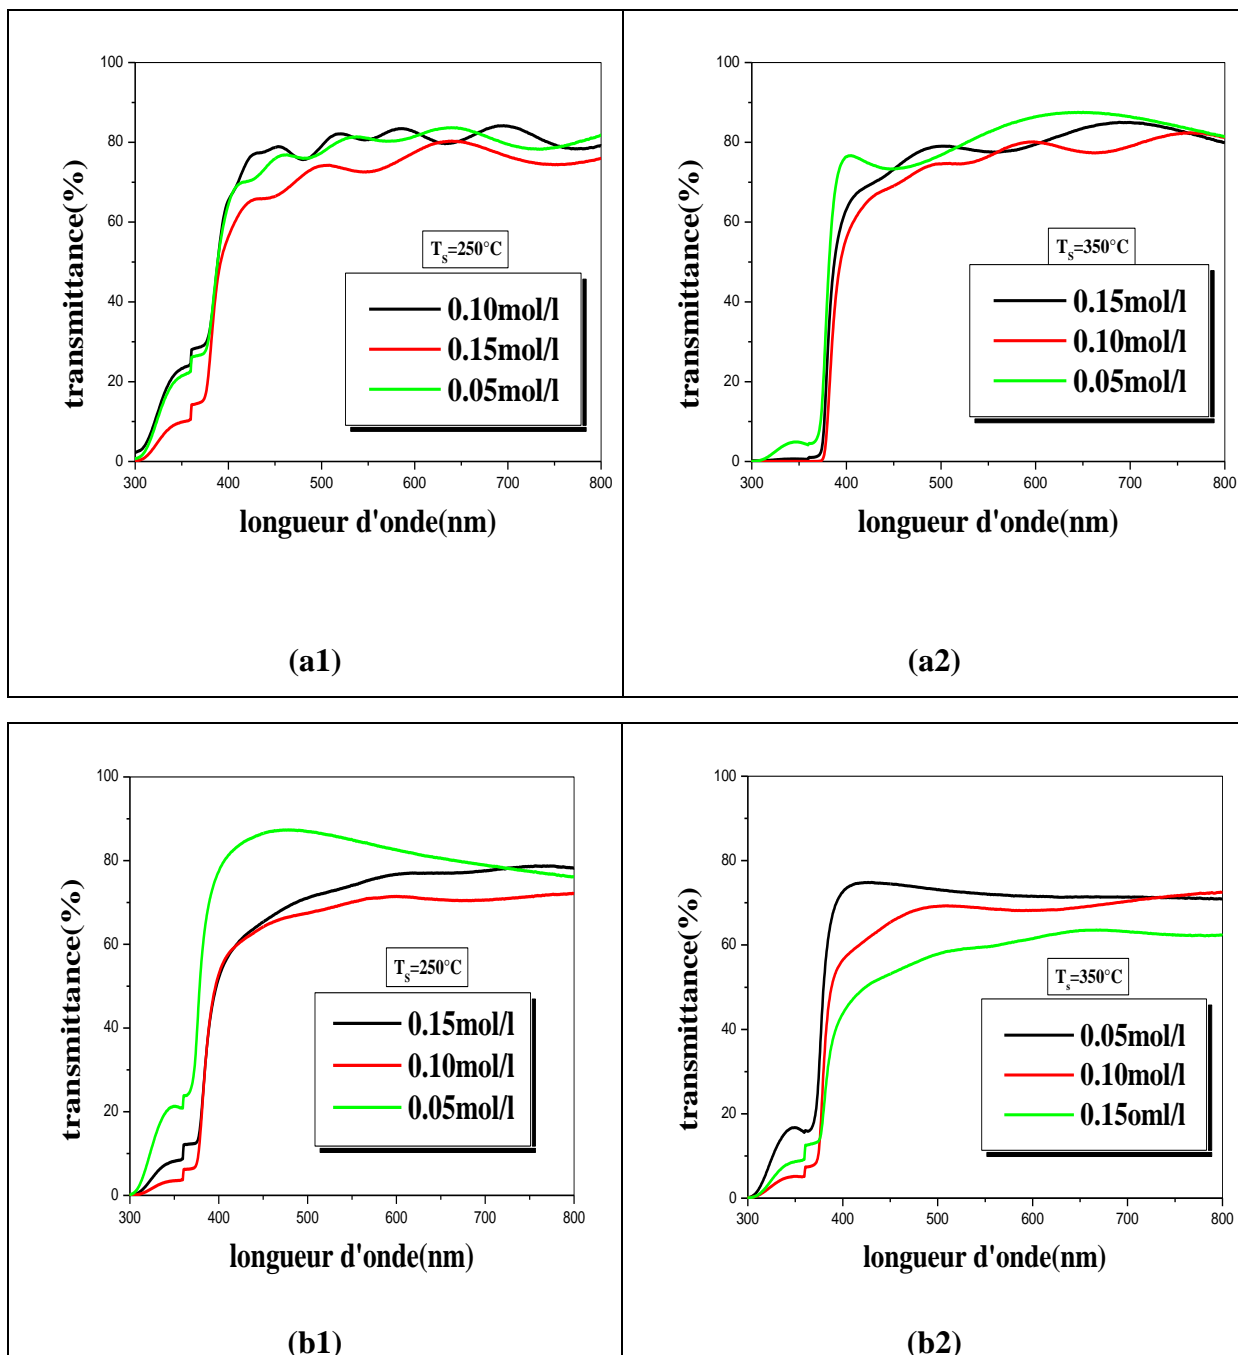 100
80
60
40
20
0
transmittance(%)
T_S=250°C
0.10mol/l
0.15mol/l
0.05mol/l
300 400 500 600 700 800
longueur d'onde(nm)
(a1)
100
80
60
40
20
0
transmittance(%)
T_s=350°C
0.15mol/l
0.10mol/l
0.05mol/l
300 400 500 600 700 800
longueur d'onde(nm)
(a2)
100
80
60
40
20
0
transmittance(%)
T_S=250°C
0.15mol/l
0.10mol/l
0.05mol/l
300 400 500 600 700 800
longueur d'onde(nm)
(b1)
100
80
60
40
20
0
transmittance(%)
T_s=350°C
0.05mol/l
0.10mol/l
0.15oml/l
300 400 500 600 700 800
longueur d'onde(nm)
(b2)